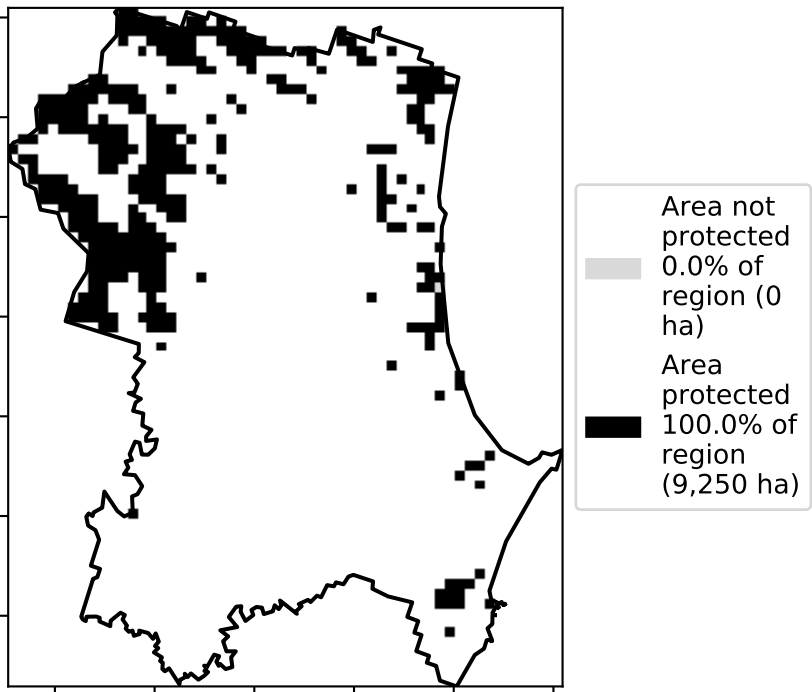 Area not
protected
0.0% of
region (0
ha)
Area
protected
100.0% of
region
(9,250 ha)